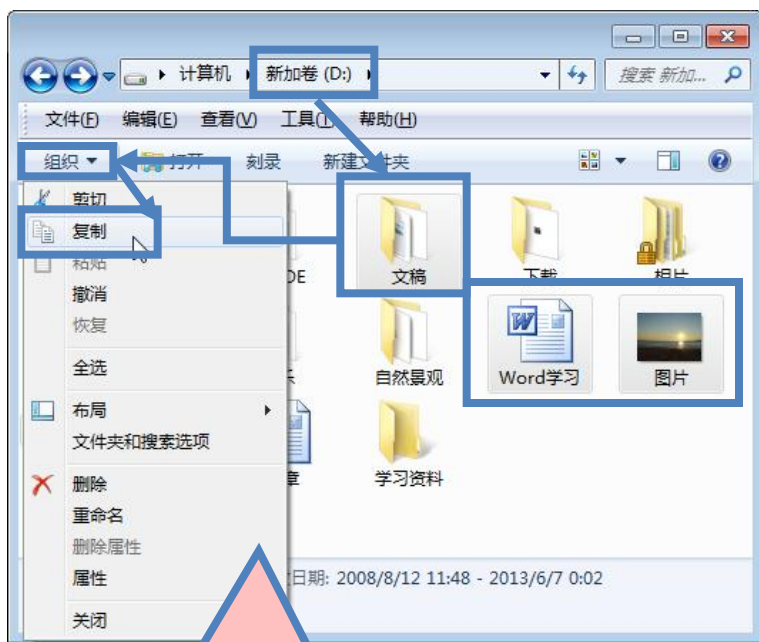 计算机 新加卷 (D:) 搜索 新加...
文件(F) 编辑(E) 查看(V) 工具(T) 帮助(H)
组织 打开 刻录 新建文件夹
剪切
复制
粘贴
撤消
恢复
全选
布局
文件夹和搜索选项
删除
重命名
删除属性
属性
关闭
DE 文稿 下载 相片
自然景观 Word学习 图片
章 学习资料
日期: 2008/8/12 11:48 - 2013/6/7 0:02